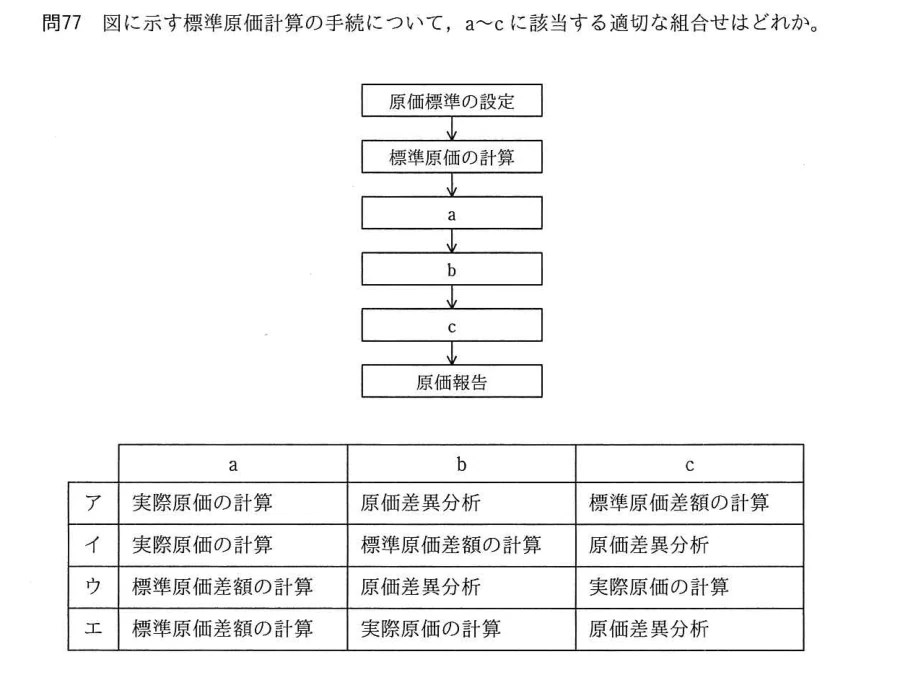 問77 図に示す標準原価計算の手続について，a～c に該当する適切な組合せはどれか。
原価標準の設定
標準原価の計算
a
b
c
原価報告
a b c
ア 実際原価の計算 原価差異分析 標準原価差額の計算
イ 実際原価の計算 標準原価差額の計算 原価差異分析
ウ 標準原価差額の計算 原価差異分析 実際原価の計算
エ 標準原価差額の計算 実際原価の計算 原価差異分析